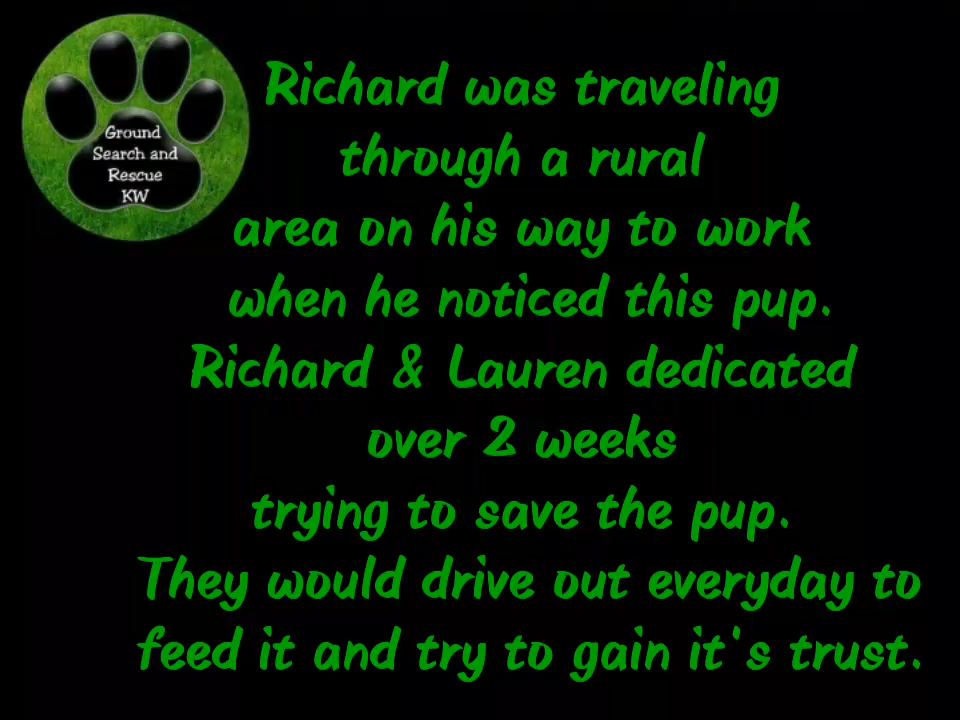 Ground
Search and
Rescue
KW
Richard was traveling
through a rural
area on his way to work
when he noticed this pup.
Richard & Lauren dedicated
over 2 weeks
trying to save the pup.
They would drive out everyday to
feed it and try to gain it's trust.